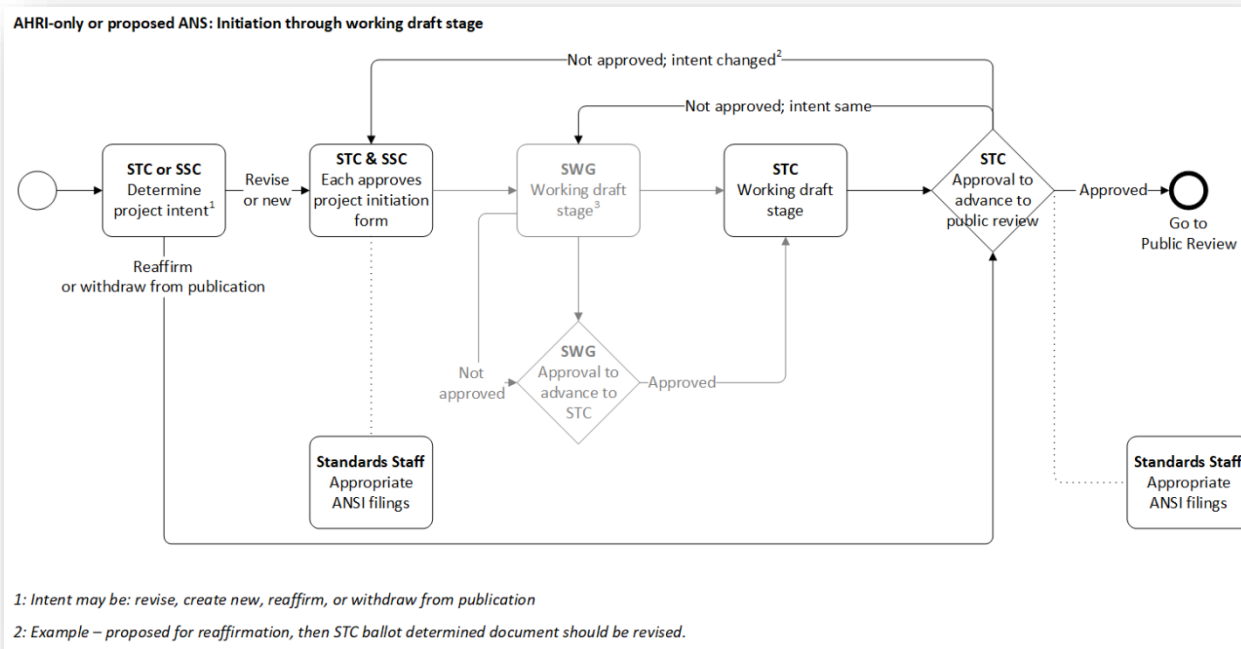 AHRI-only or proposed ANS: Initiation through working draft stage
Not approved; intent changed2
Not approved; intent same
STC or SSC
Determine
project intent1
Revise
or new
STC & SSC
Each approves
project initiation
form
SWG
Working draft
stage3
STC
Working draft
stage
STC
Approval to
advance to
public review
Approved
Go to
Public Review
Reaffirm
or withdraw from publication
Not
approved
SWG
Approval to
advance to
STC
Approved
Standards Staff
Appropriate
ANSI filings
Standards Staff
Appropriate
ANSI filings
1: Intent may be: revise, create new, reaffirm, or withdraw from publication
2: Example – proposed for reaffirmation, then STC ballot determined document should be revised.